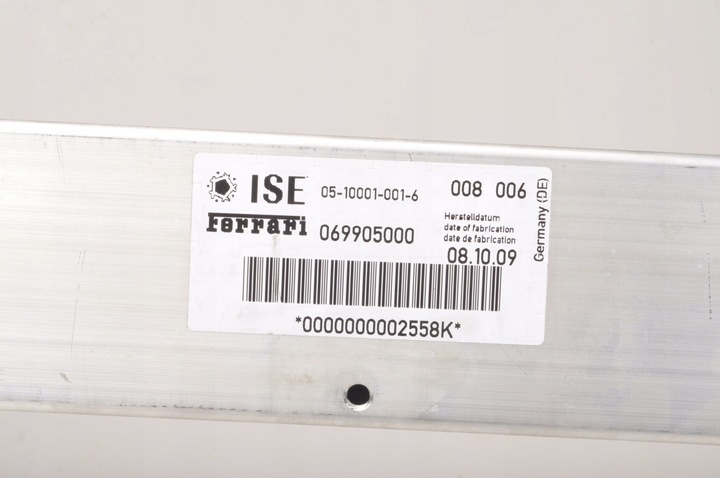 ISE 05-10001-001-6 008 006
Ferrari 069905000
Herstelldatum
date of fabrication
date de fabrication
08.10.09
Germany (DE)
*0000000002558K*